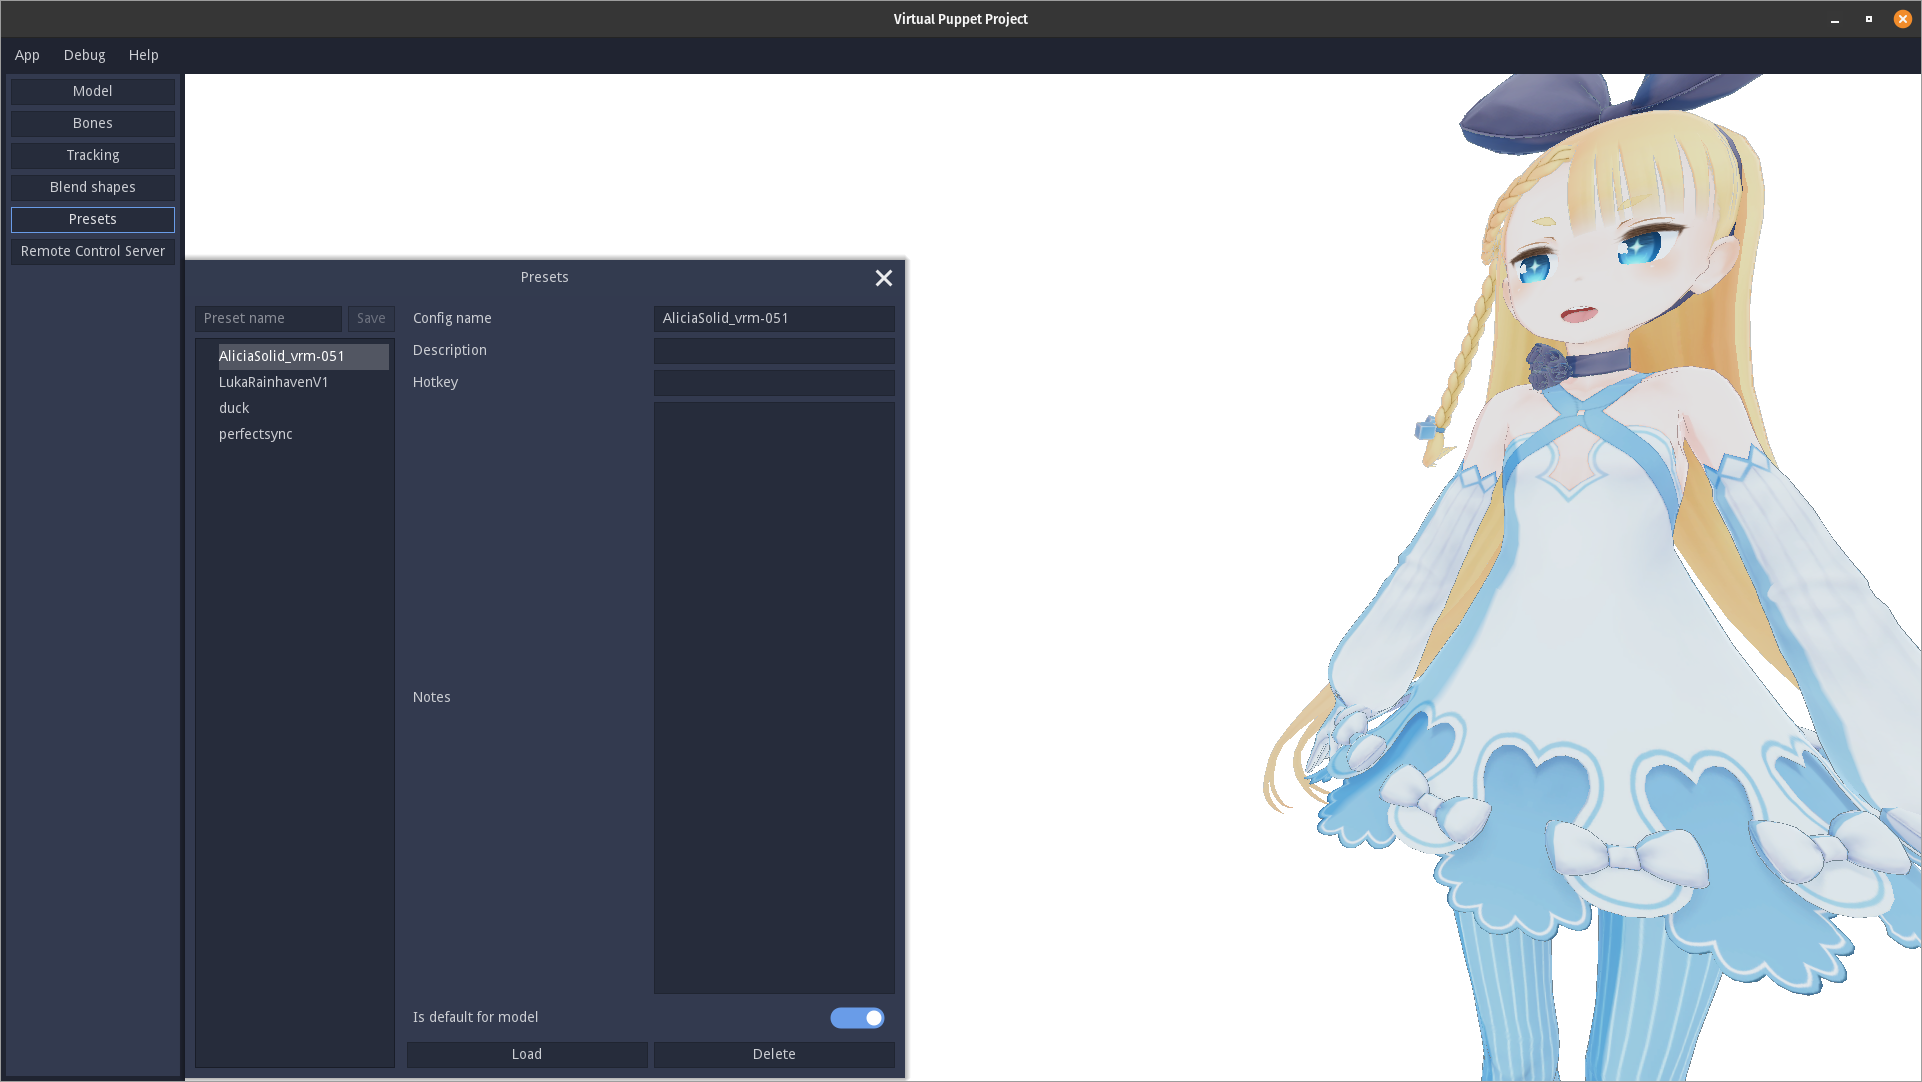 Virtual Puppet Project
App Debug Help
Model
Bones
Tracking
Blend shapes
Presets
Remote Control Server
Presets
Preset name Save
AliciaSolid_vrm-051
LukaRainhavenV1
duck
perfectsync
Config name AliciaSolid_vrm-051
Description
Hotkey
Notes
Is default for model
Load Delete